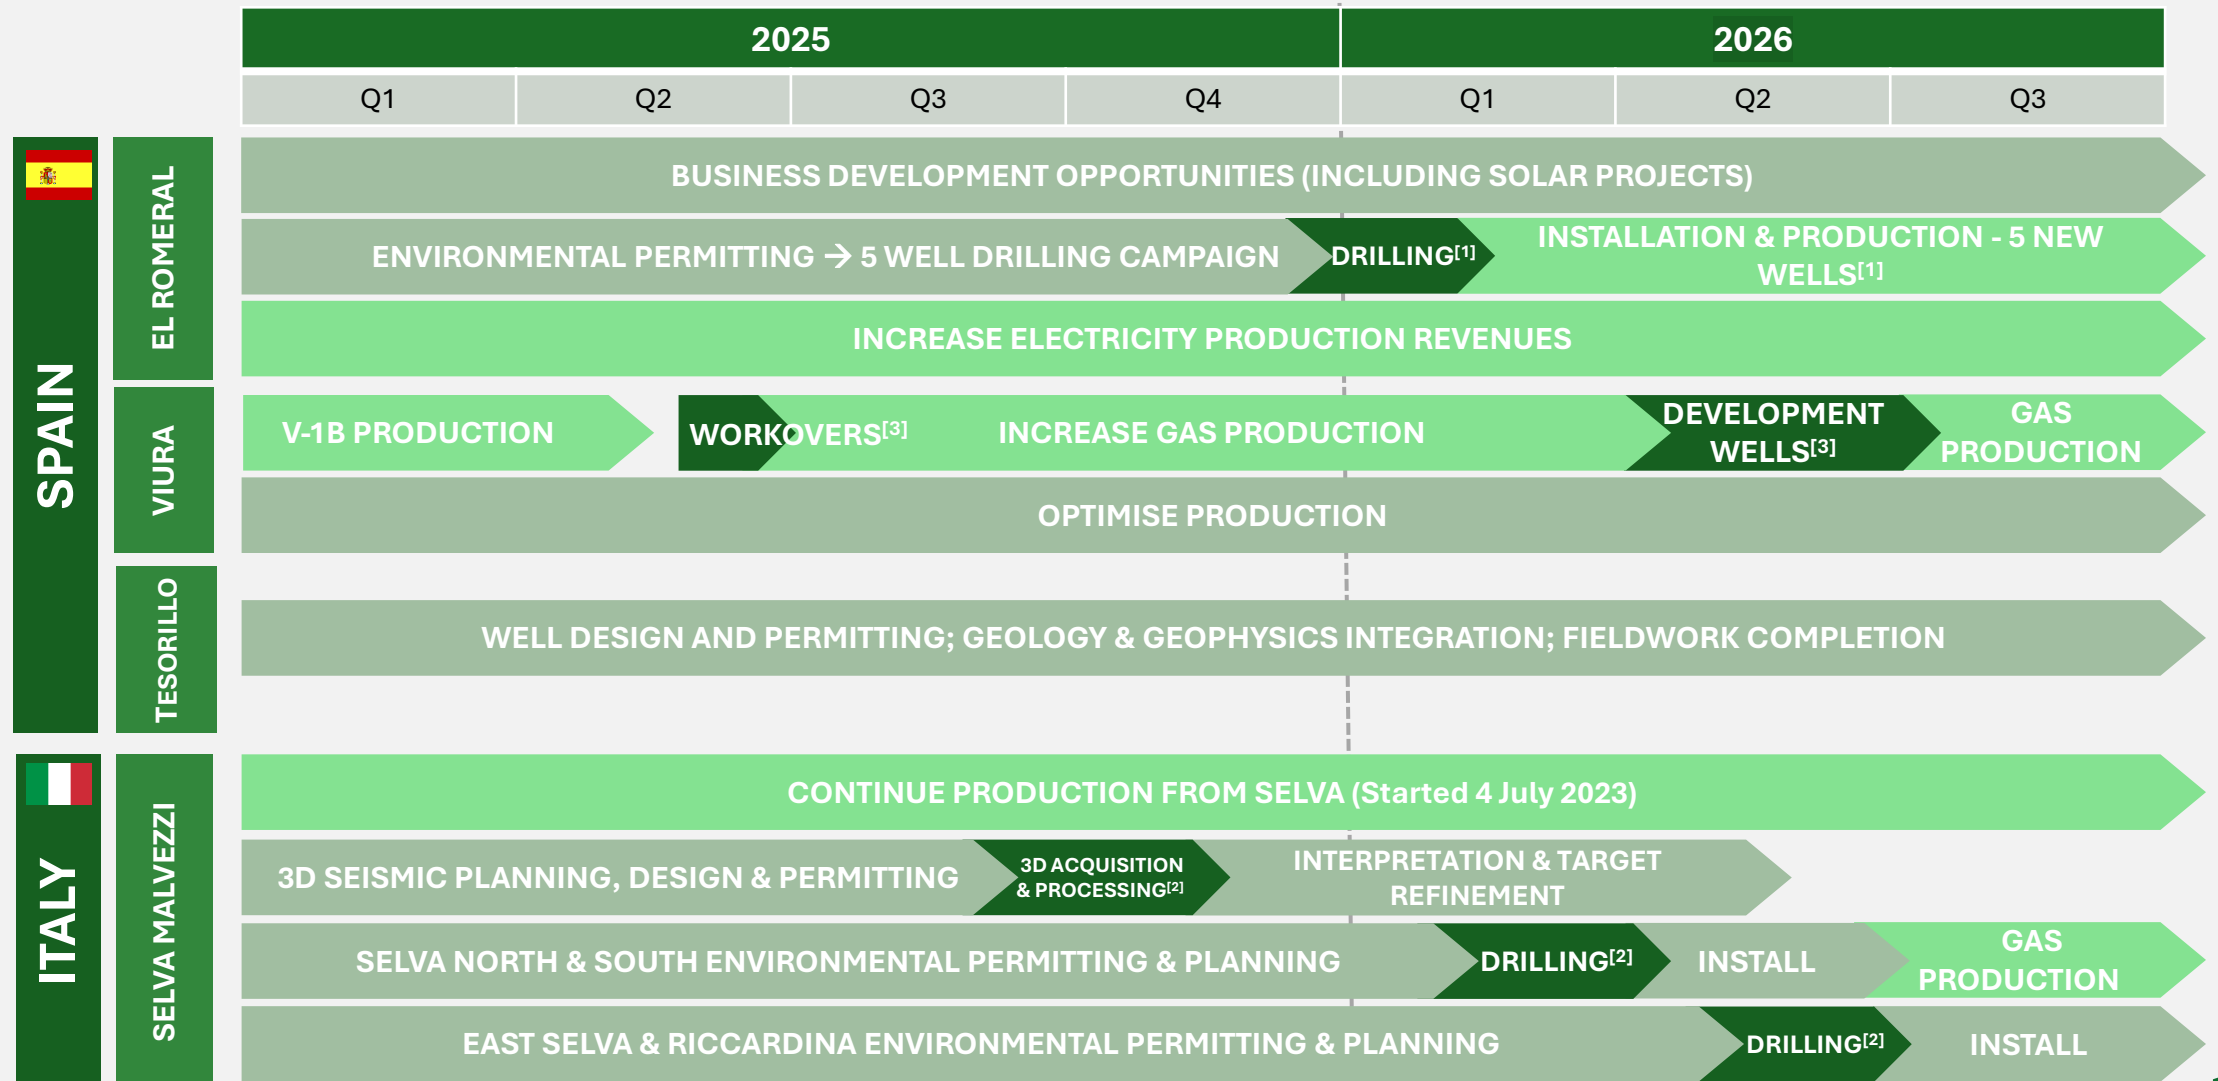 2025
2026
Q1
Q2
Q3
Q4
Q1
Q2
Q3
SPAIN
EL ROMERAL
BUSINESS DEVELOPMENT OPPORTUNITIES (INCLUDING SOLAR PROJECTS)
ENVIRONMENTAL PERMITTING → 5 WELL DRILLING CAMPAIGN
DRILLING[1]
INSTALLATION & PRODUCTION - 5 NEW
WELLS[1]
INCREASE ELECTRICITY PRODUCTION REVENUES
VIURA
V-1B PRODUCTION
WORKOVERS[3]
INCREASE GAS PRODUCTION
DEVELOPMENT
WELLS[3]
GAS
PRODUCTION
OPTIMISE PRODUCTION
TESORILLO
WELL DESIGN AND PERMITTING; GEOLOGY & GEOPHYSICS INTEGRATION; FIELDWORK COMPLETION
ITALY
SELVA MALVEZZI
CONTINUE PRODUCTION FROM SELVA (Started 4 July 2023)
3D SEISMIC PLANNING, DESIGN & PERMITTING
3D ACQUISITION
& PROCESSING[2]
INTERPRETATION & TARGET
REFINEMENT
SELVA NORTH & SOUTH ENVIRONMENTAL PERMITTING & PLANNING
DRILLING[2]
INSTALL
GAS
PRODUCTION
EAST SELVA & RICCARDINA ENVIRONMENTAL PERMITTING & PLANNING
DRILLING[2]
INSTALL